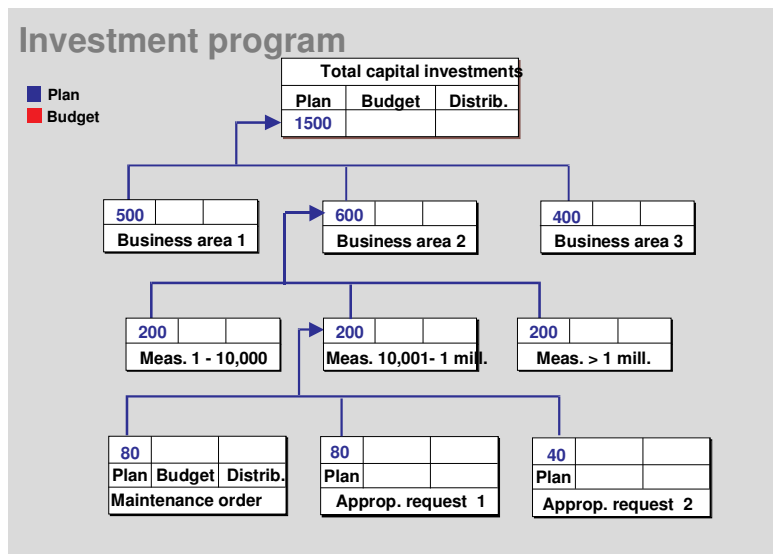 Investment program
Plan
Budget
Total capital investments
Plan Budget Distrib.
1500
500 600 400
Business area 1 Business area 2 Business area 3
200 200 200
Meas. 1 - 10,000 Meas. 10,001- 1 mill. Meas. > 1 mill.
80 80 40
Plan Budget Distrib. Plan Plan
Maintenance order Approp. request 1 Approp. request 2